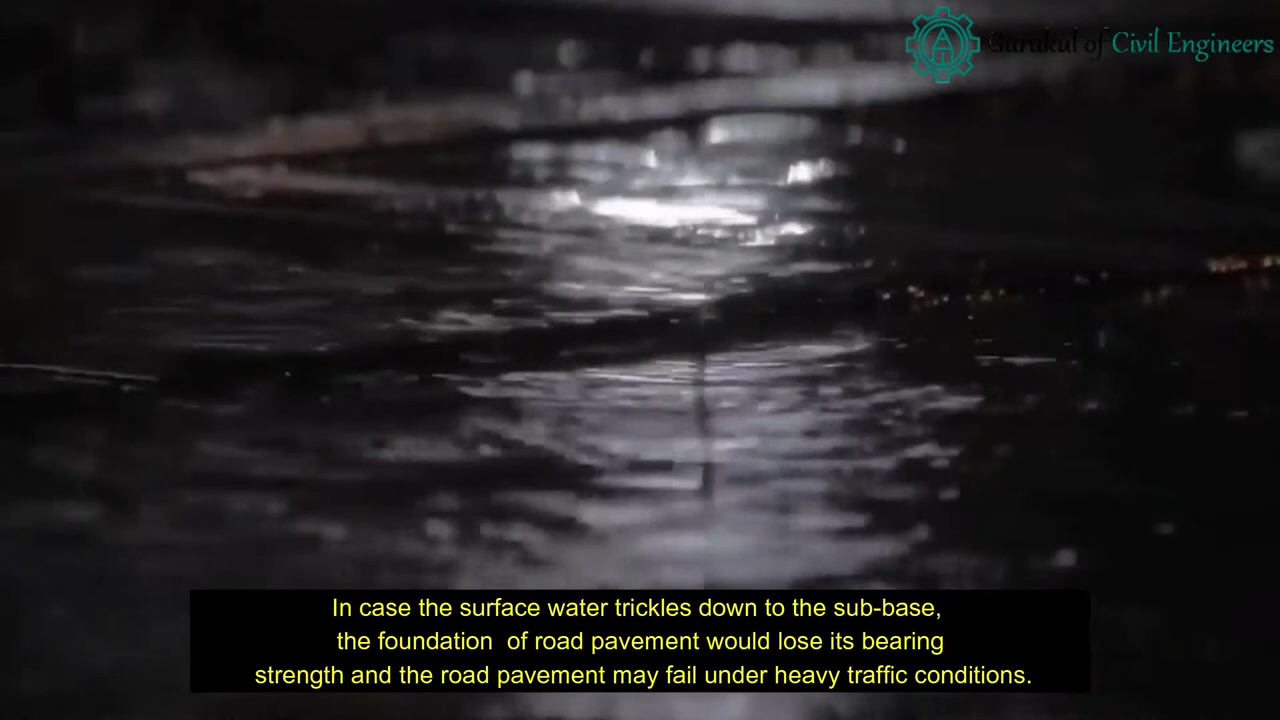 Gurukul of Civil Engineers
In case the surface water trickles down to the sub-base,
the foundation of road pavement would lose its bearing
strength and the road pavement may fail under heavy traffic conditions.